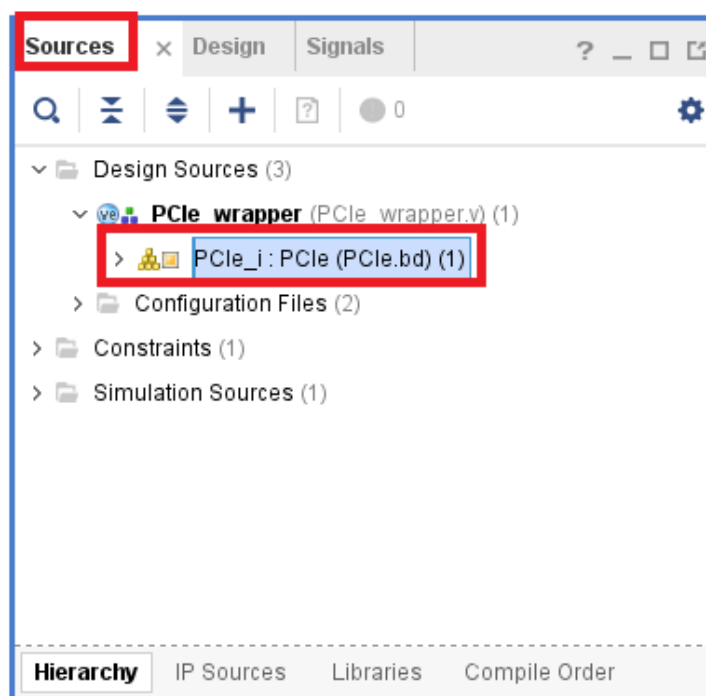 Sources × Design Signals ?
0
Design Sources (3)
PCIe_wrapper (PCIe_wrapper.v) (1)
PCIe_i : PCIe (PCIe.bd) (1)
Configuration Files (2)
Constraints (1)
Simulation Sources (1)
Hierarchy IP Sources Libraries Compile Order